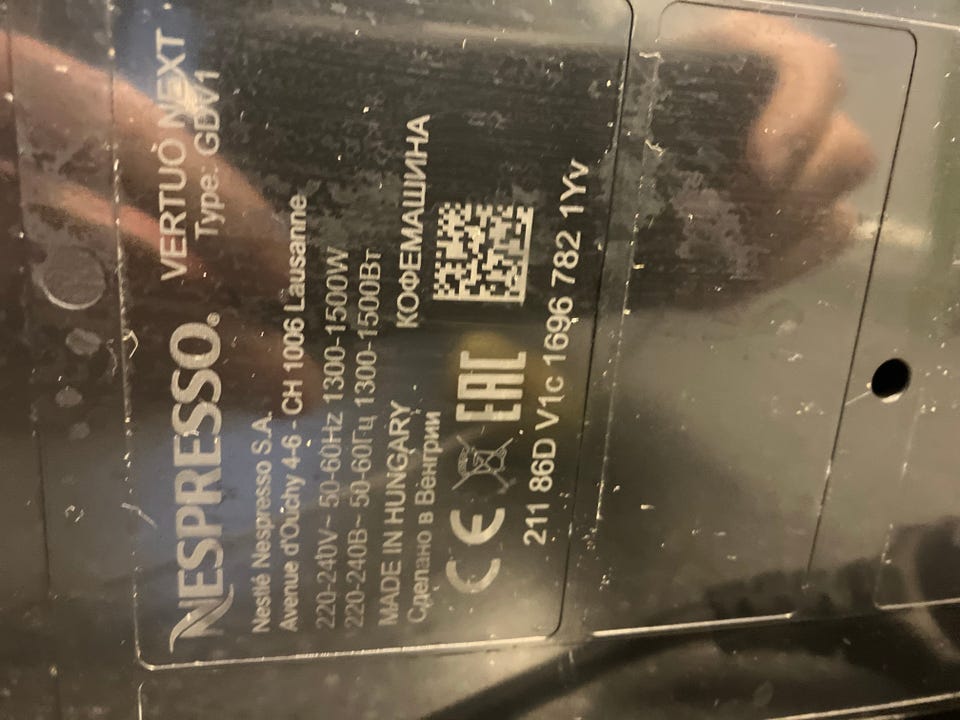 NESPRESSO® VERTUO NEXT
Type: GDV1
Nestlé Nespresso S.A.
Avenue d'Ouchy 4-6 - CH 1006 Lausanne
220-240V~ 50-60Hz 1300-1500W
220-240В~ 50-60Гц 1300-1500Вт
MADE IN HUNGARY КОФЕМАШИНА
Сделано в Венгрии
CE EAC
211 86D V1c 1696 782 1Yv